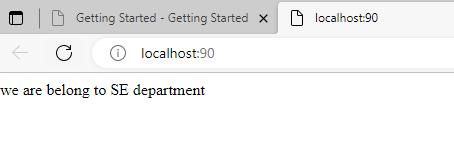 Getting Started - Getting Started
localhost:90
localhost:90
we are belong to SE department